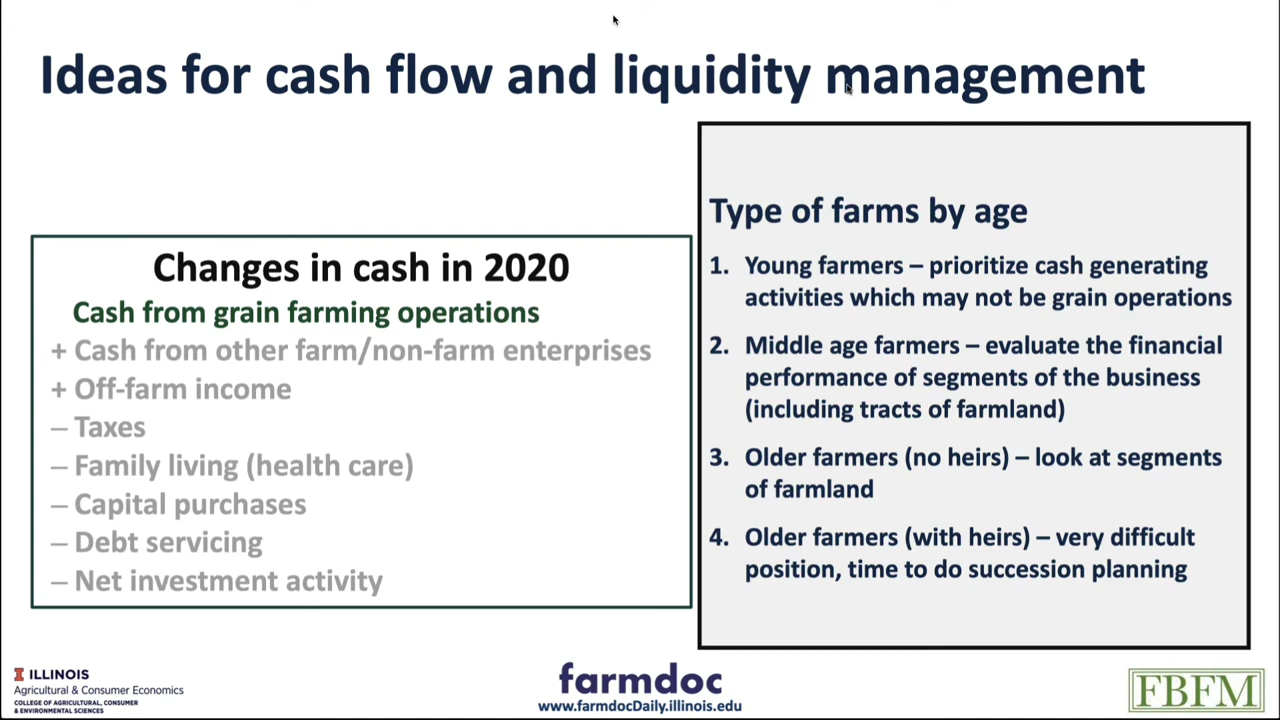 Ideas for cash flow and liquidity management
Changes in cash in 2020
Cash from grain farming operations
+ Cash from other farm/non-farm enterprises
+ Off-farm income
– Taxes
– Family living (health care)
– Capital purchases
– Debt servicing
– Net investment activity
Type of farms by age
1. Young farmers – prioritize cash generating
activities which may not be grain operations
2. Middle age farmers – evaluate the financial
performance of segments of the business
(including tracts of farmland)
3. Older farmers (no heirs) – look at segments
of farmland
4. Older farmers (with heirs) – very difficult
position, time to do succession planning
I ILLINOIS
Agricultural & Consumer Economics
COLLEGE OF AGRICULTURAL, CONSUMER
& ENVIRONMENTAL SCIENCES
farmdoc
www.farmdocDaily.illinois.edu
FBFM